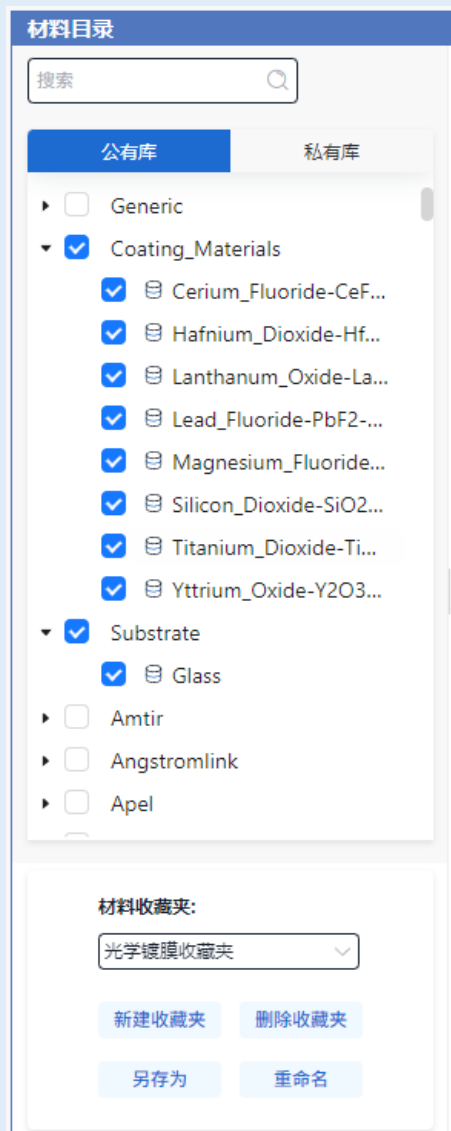 材料目录
搜索
公有库 私有库
Generic
Coating_Materials
Cerium_Fluoride-CeF...
Hafnium_Dioxide-Hf...
Lanthanum_Oxide-La...
Lead_Fluoride-PbF2-...
Magnesium_Fluoride...
Silicon_Dioxide-SiO2...
Titanium_Dioxide-Ti...
Yttrium_Oxide-Y2O3...
Substrate
Glass
Amtir
Angstromlink
Apel
材料收藏夹:
光学镀膜收藏夹
新建收藏夹 删除收藏夹
另存为 重命名